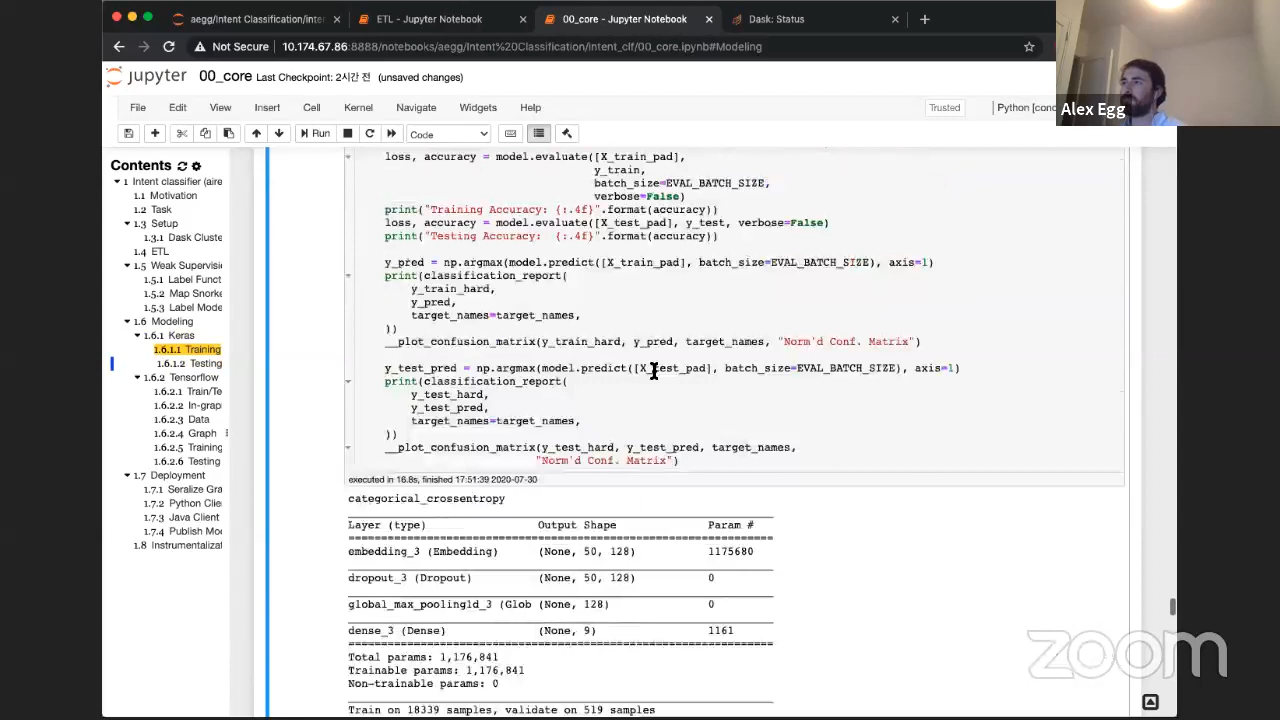 aegg/Intent Classification/inter
ETL - Jupyter Notebook
00_core - Jupyter Notebook
Dask: Status
Not Secure
10.174.67.86:8888/notebooks/aegg/Intent%20Classification/intent_clf/00_core.ipynb#Modeling
Alex Egg
jupyter 00_core Last Checkpoint: 2시간 전 (unsaved changes)
File Edit View Insert Cell Kernel Navigate Widgets Help
Trusted
Python [cond
Run
Code
Contents
1 Intent classifier (aire
1.1 Motivation
1.2 Task
1.3 Setup
1.3.1 Dask Cluste
1.4 ETL
1.5 Weak Supervisi
1.5.1 Label Funct
1.5.2 Map Snorke
1.5.3 Label Mode
1.6 Modeling
1.6.1 Keras
1.6.1.1 Training
1.6.1.2 Testing
1.6.2 Tensorflow
1.6.2.1 Train/Te
1.6.2.2 In-grap
1.6.2.3 Data
1.6.2.4 Graph
1.6.2.5 Training
1.6.2.6 Testing
1.7 Deployment
1.7.1 Seralize Gra
1.7.2 Python Clie
1.7.3 Java Client
1.7.4 Publish Mo
1.8 Instrumentalizat
loss, accuracy = model.evaluate([X_train_pad],
y_train,
batch_size=EVAL_BATCH_SIZE,
verbose=False)
print("Training Accuracy: {:.4f}".format(accuracy))
loss, accuracy = model.evaluate([X_test_pad], y_test, verbose=False)
print("Testing Accuracy:  {:.4f}".format(accuracy))
y_pred = np.argmax(model.predict([X_train_pad], batch_size=EVAL_BATCH_SIZE), axis=1)
print(classification_report(
y_train_hard,
y_pred,
target_names=target_names,
))
__plot_confusion_matrix(y_train_hard, y_pred, target_names, "Norm'd Conf. Matrix")
y_test_pred = np.argmax(model.predict([X_test_pad], batch_size=EVAL_BATCH_SIZE), axis=1)
print(classification_report(
y_test_hard,
y_test_pred,
target_names=target_names,
))
__plot_confusion_matrix(y_test_hard, y_test_pred, target_names,
"Norm'd Conf. Matrix")
executed in 16.8s, finished 17:51:39 2020-07-30
categorical_crossentropy
Layer (type) Output Shape Param #
embedding_3 (Embedding) (None, 50, 128) 1175680
dropout_3 (Dropout) (None, 50, 128) 0
global_max_pooling1d_3 (Glob (None, 128) 0
dense_3 (Dense) (None, 9) 1161
Total params: 1,176,841
Trainable params: 1,176,841
Non-trainable params: 0
Train on 18339 samples, validate on 519 samples
zoom